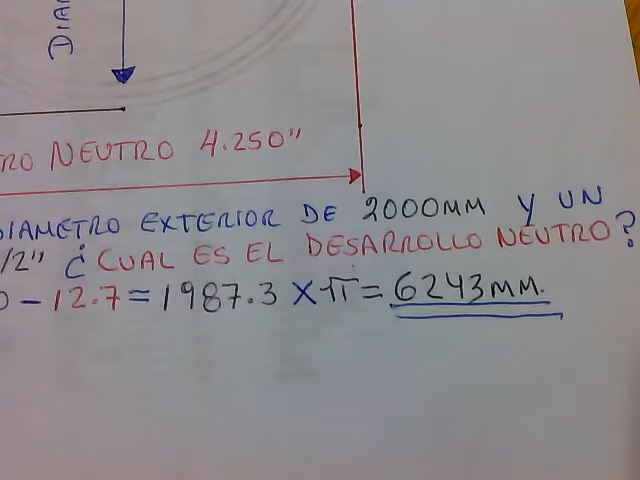 DIA
NEUTRO 4.250"
DIAMETRO EXTERIOR DE 2000MM Y UN
1/2" ¿CUAL ES EL DESARROLLO NEUTRO?
0 - 12.7 = 1987.3 X π = 6243MM.